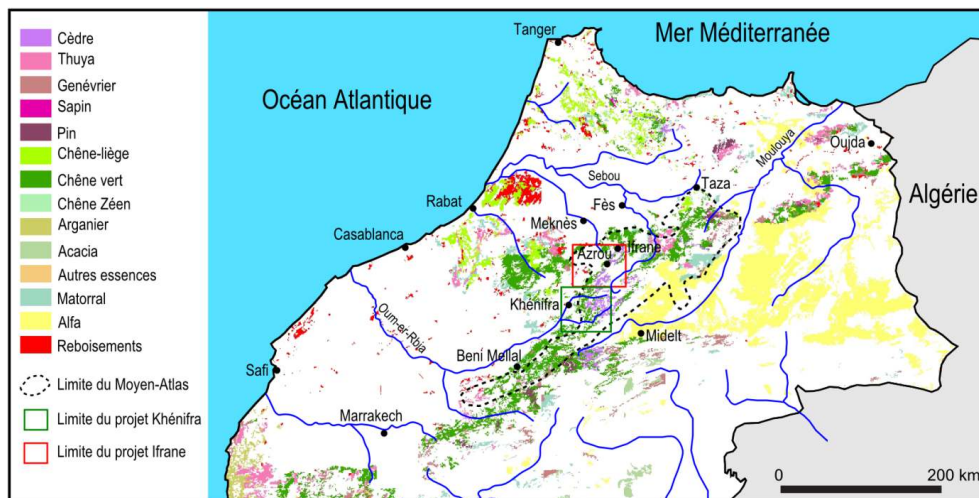 Cèdre
Thuya
Genévrier
Sapin
Pin
Chêne-liège
Chêne vert
Chêne Zéen
Arganier
Acacia
Autres essences
Matorral
Alfa
Reboisements
Limite du Moyen-Atlas
Limite du projet Khénifra
Limite du projet Ifrane
Tanger
Mer Méditerranée
Océan Atlantique
Moulouya
Oujda
Sebou
Taza
Algérie
Rabat
Fès
Meknès
Casablanca
Ifrane
Azrou
Khénifra
Oum-er-Rbia
Midelt
Beni Mellal
Safi
Marrakech
0
200 km